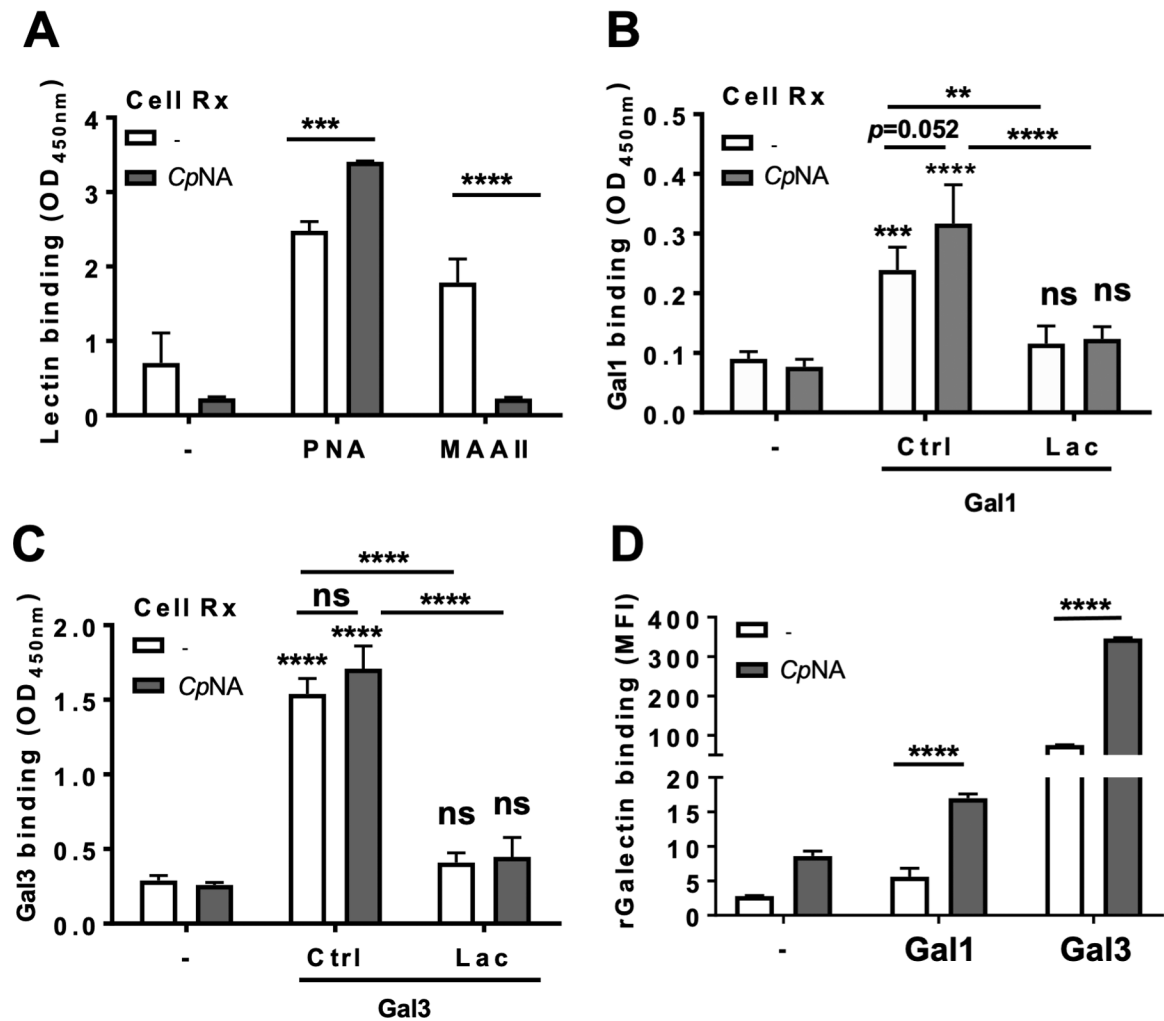 A
Cell Rx
-
CpNA
Lectin binding (OD450nm)
4
3
2
1
0
***
****
-
PNA
MAAII
B
Cell Rx
-
CpNA
Gal1 binding (OD450nm)
0.5
0.4
0.3
0.2
0.1
0.0
**
p=0.052
****
****
***
ns
ns
-
Ctrl
Lac
Gal1
C
Cell Rx
-
CpNA
Gal3 binding (OD450nm)
2.0
1.5
1.0
0.5
0.0
****
ns
****
****
****
ns
ns
-
Ctrl
Lac
Gal3
D
-
CpNA
rGalectin binding (MFI)
400
300
200
100
20
15
10
5
0
****
****
-
Gal1
Gal3